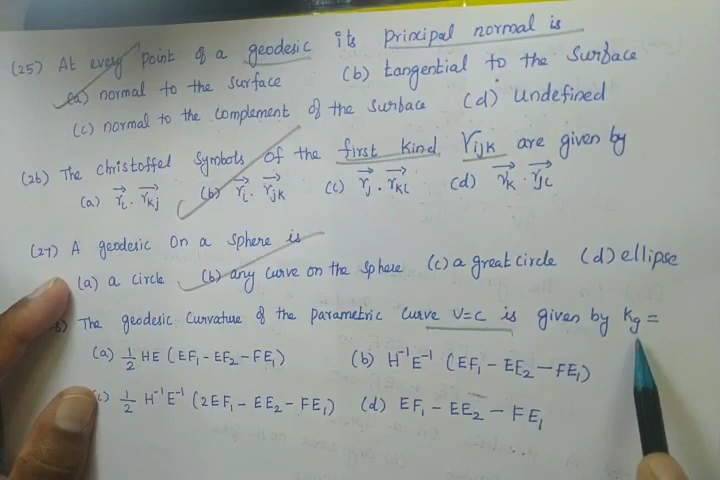 (25) At every point of a geodesic its principal normal is
(a) normal to the surface (b) tangential to the Surface
(c) normal to the complement of the surbace (d) undefined
(26) The christoffel Symbols of the first kind Γijk are given by
(a) r⃗i . r⃗kj (b) r⃗i . r⃗jk (c) r⃗j . r⃗ki (d) r⃗k . r⃗ji
(27) A geodesic on a sphere is
(a) a circle (b) any curve on the sphere (c) a great circle (d) ellipse
8) The geodesic curvature of the parametric curve V=C is given by Kg =
(a) 1/2 HE (EF₁ - EF₂ - FE₁) (b) H⁻¹E⁻¹ (EF₁ - EE₂ - FE₁)
c) 1/2 H⁻¹E⁻¹ (2EF₁ - EE₂ - FE₁) (d) EF₁ - EE₂ - FE₁